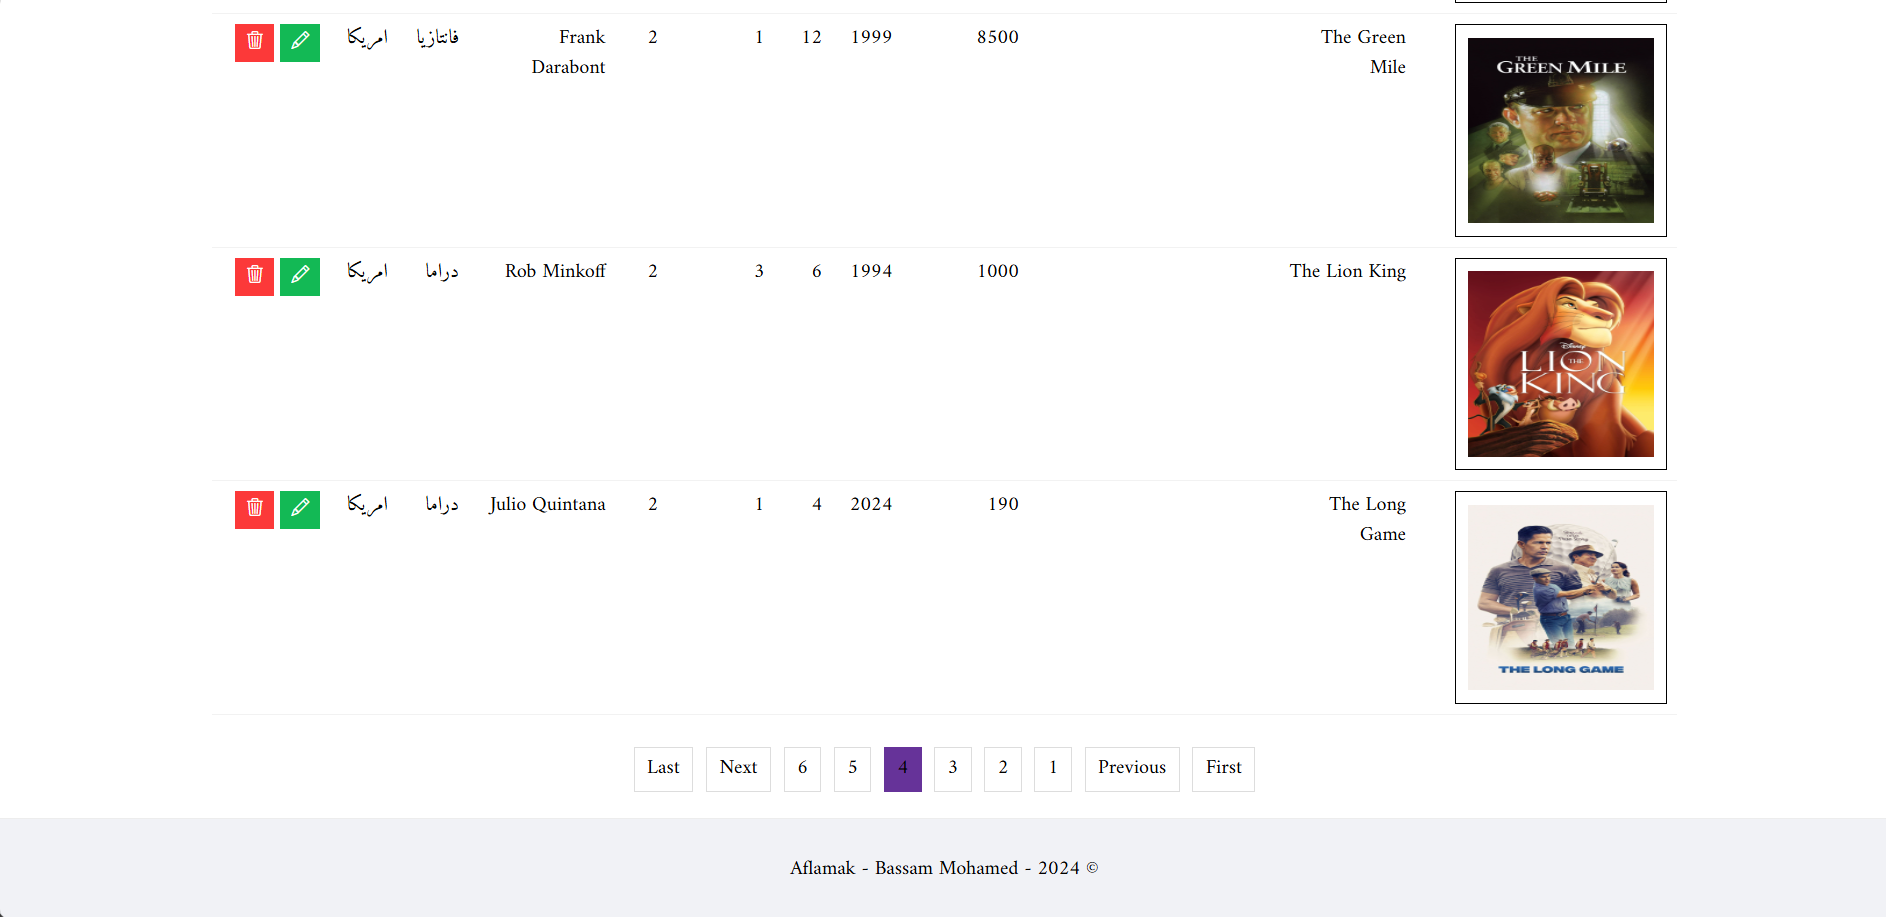 The Green 8500 1999 12 1 2 Frank فانتازيا امريكا
Mile Darabont
THE
GREEN MILE
The Lion King 1000 1994 6 3 2 Rob Minkoff دراما امريكا
Disney
THE
LION
KING
The Long 190 2024 4 1 2 Julio Quintana دراما امريكا
Game
THE LONG GAME
First Previous 1 2 3 4 5 6 Next Last
Aflamak - Bassam Mohamed - 2024 ©